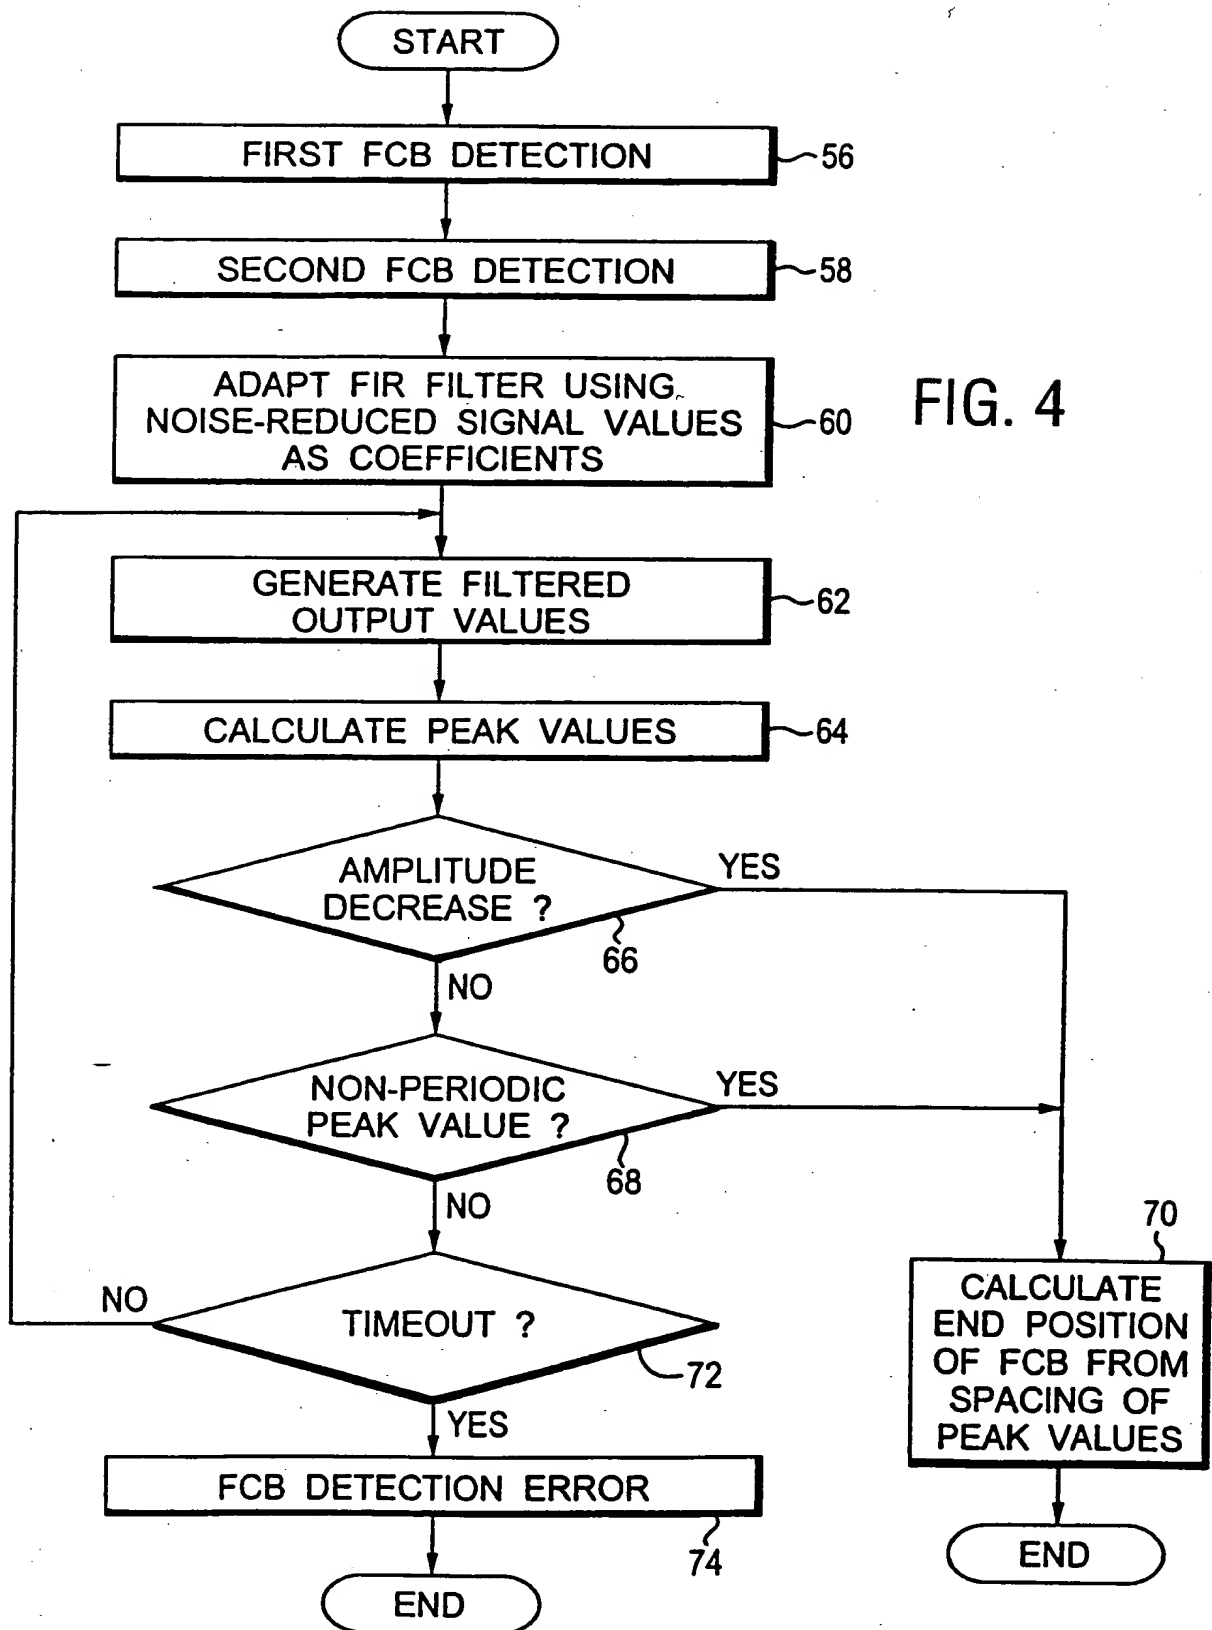 START
FIRST FCB DETECTION
56
SECOND FCB DETECTION
58
ADAPT FIR FILTER USING
NOISE-REDUCED SIGNAL VALUES
AS COEFFICIENTS
60
FIG. 4
GENERATE FILTERED
OUTPUT VALUES
62
CALCULATE PEAK VALUES
64
AMPLITUDE
DECREASE ?
66
YES
NO
NON-PERIODIC
PEAK VALUE ?
68
YES
NO
TIMEOUT ?
72
NO
YES
70
CALCULATE
END POSITION
OF FCB FROM
SPACING OF
PEAK VALUES
FCB DETECTION ERROR
74
END
END